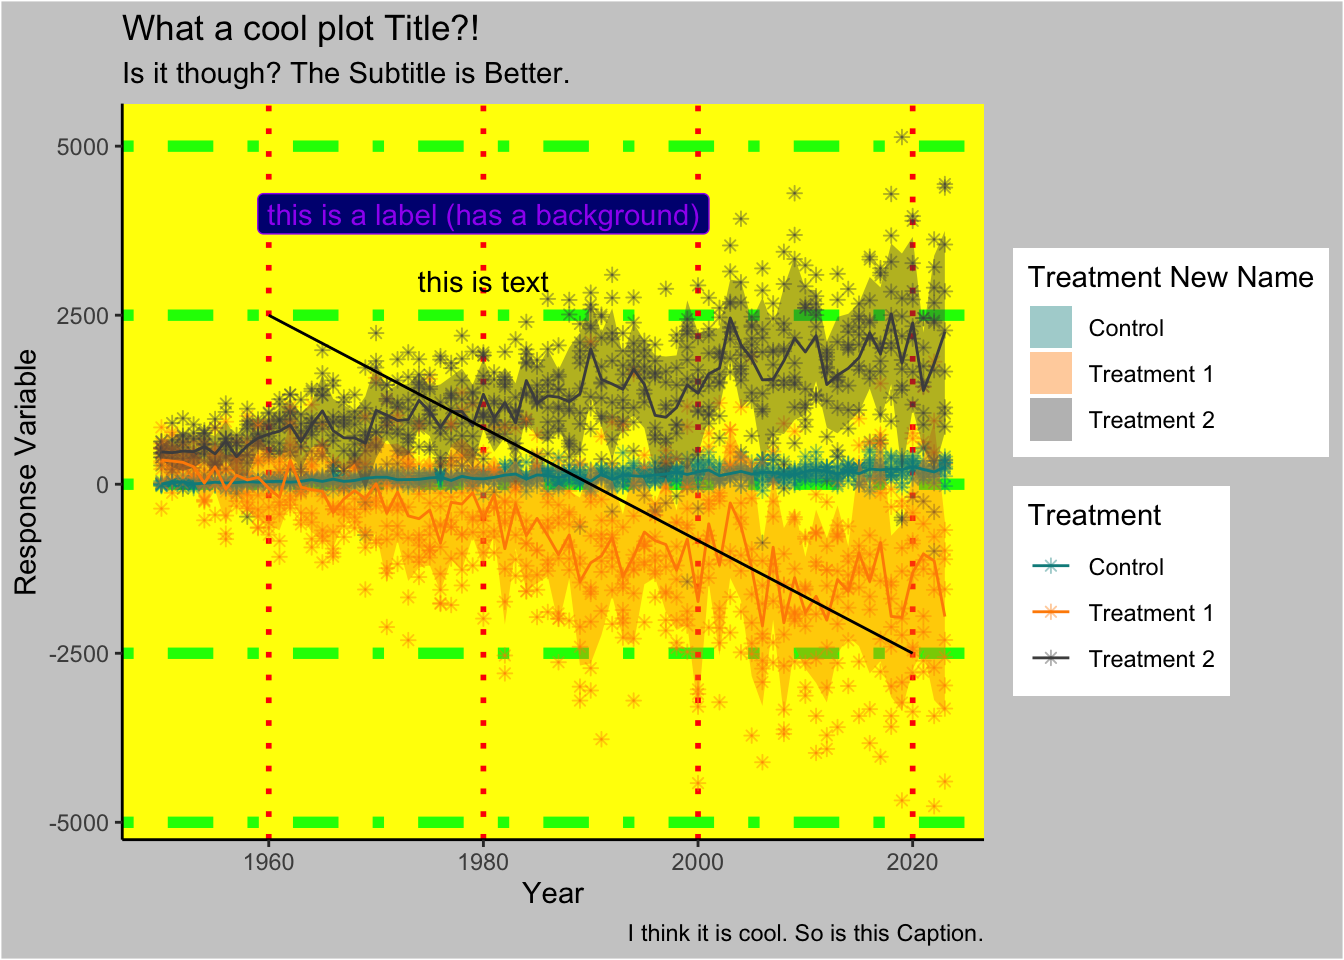 What a cool plot Title?!
Is it though? The Subtitle is Better.
5000
2500
0
-2500
-5000
Response Variable
this is a label (has a background)
this is text
1960
1980
2000
2020
Year
I think it is cool. So is this Caption.
Treatment New Name
Control
Treatment 1
Treatment 2
Treatment
Control
Treatment 1
Treatment 2